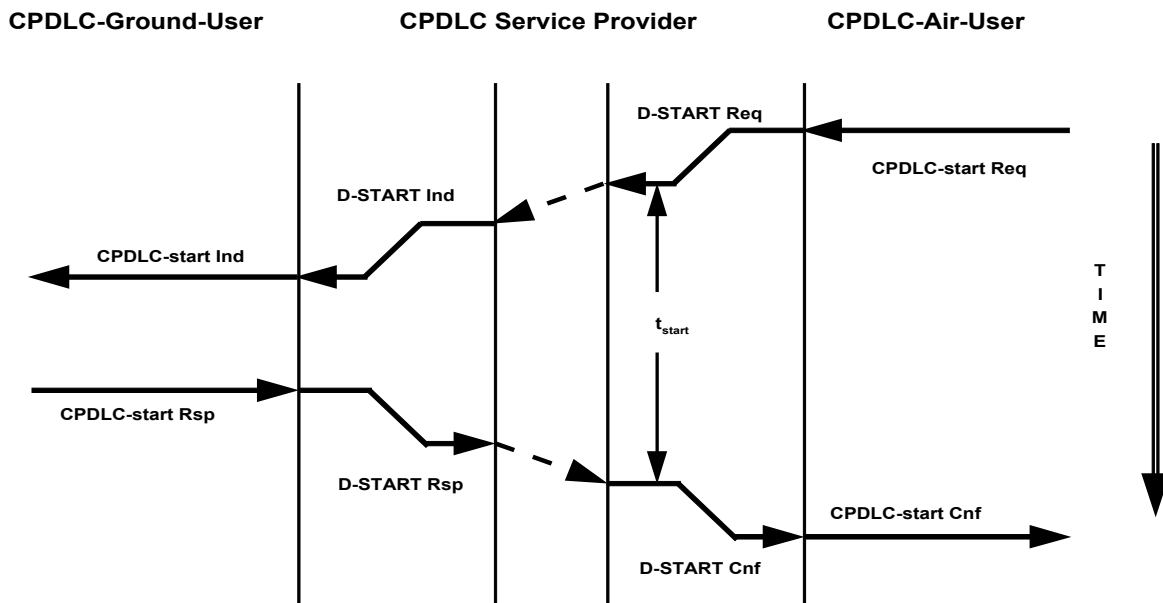 CPDLC-Ground-User
CPDLC Service Provider
CPDLC-Air-User
D-START Req
CPDLC-start Req
D-START Ind
CPDLC-start Ind
t_start
T
I
M
E
CPDLC-start Rsp
D-START Rsp
CPDLC-start Cnf
D-START Cnf